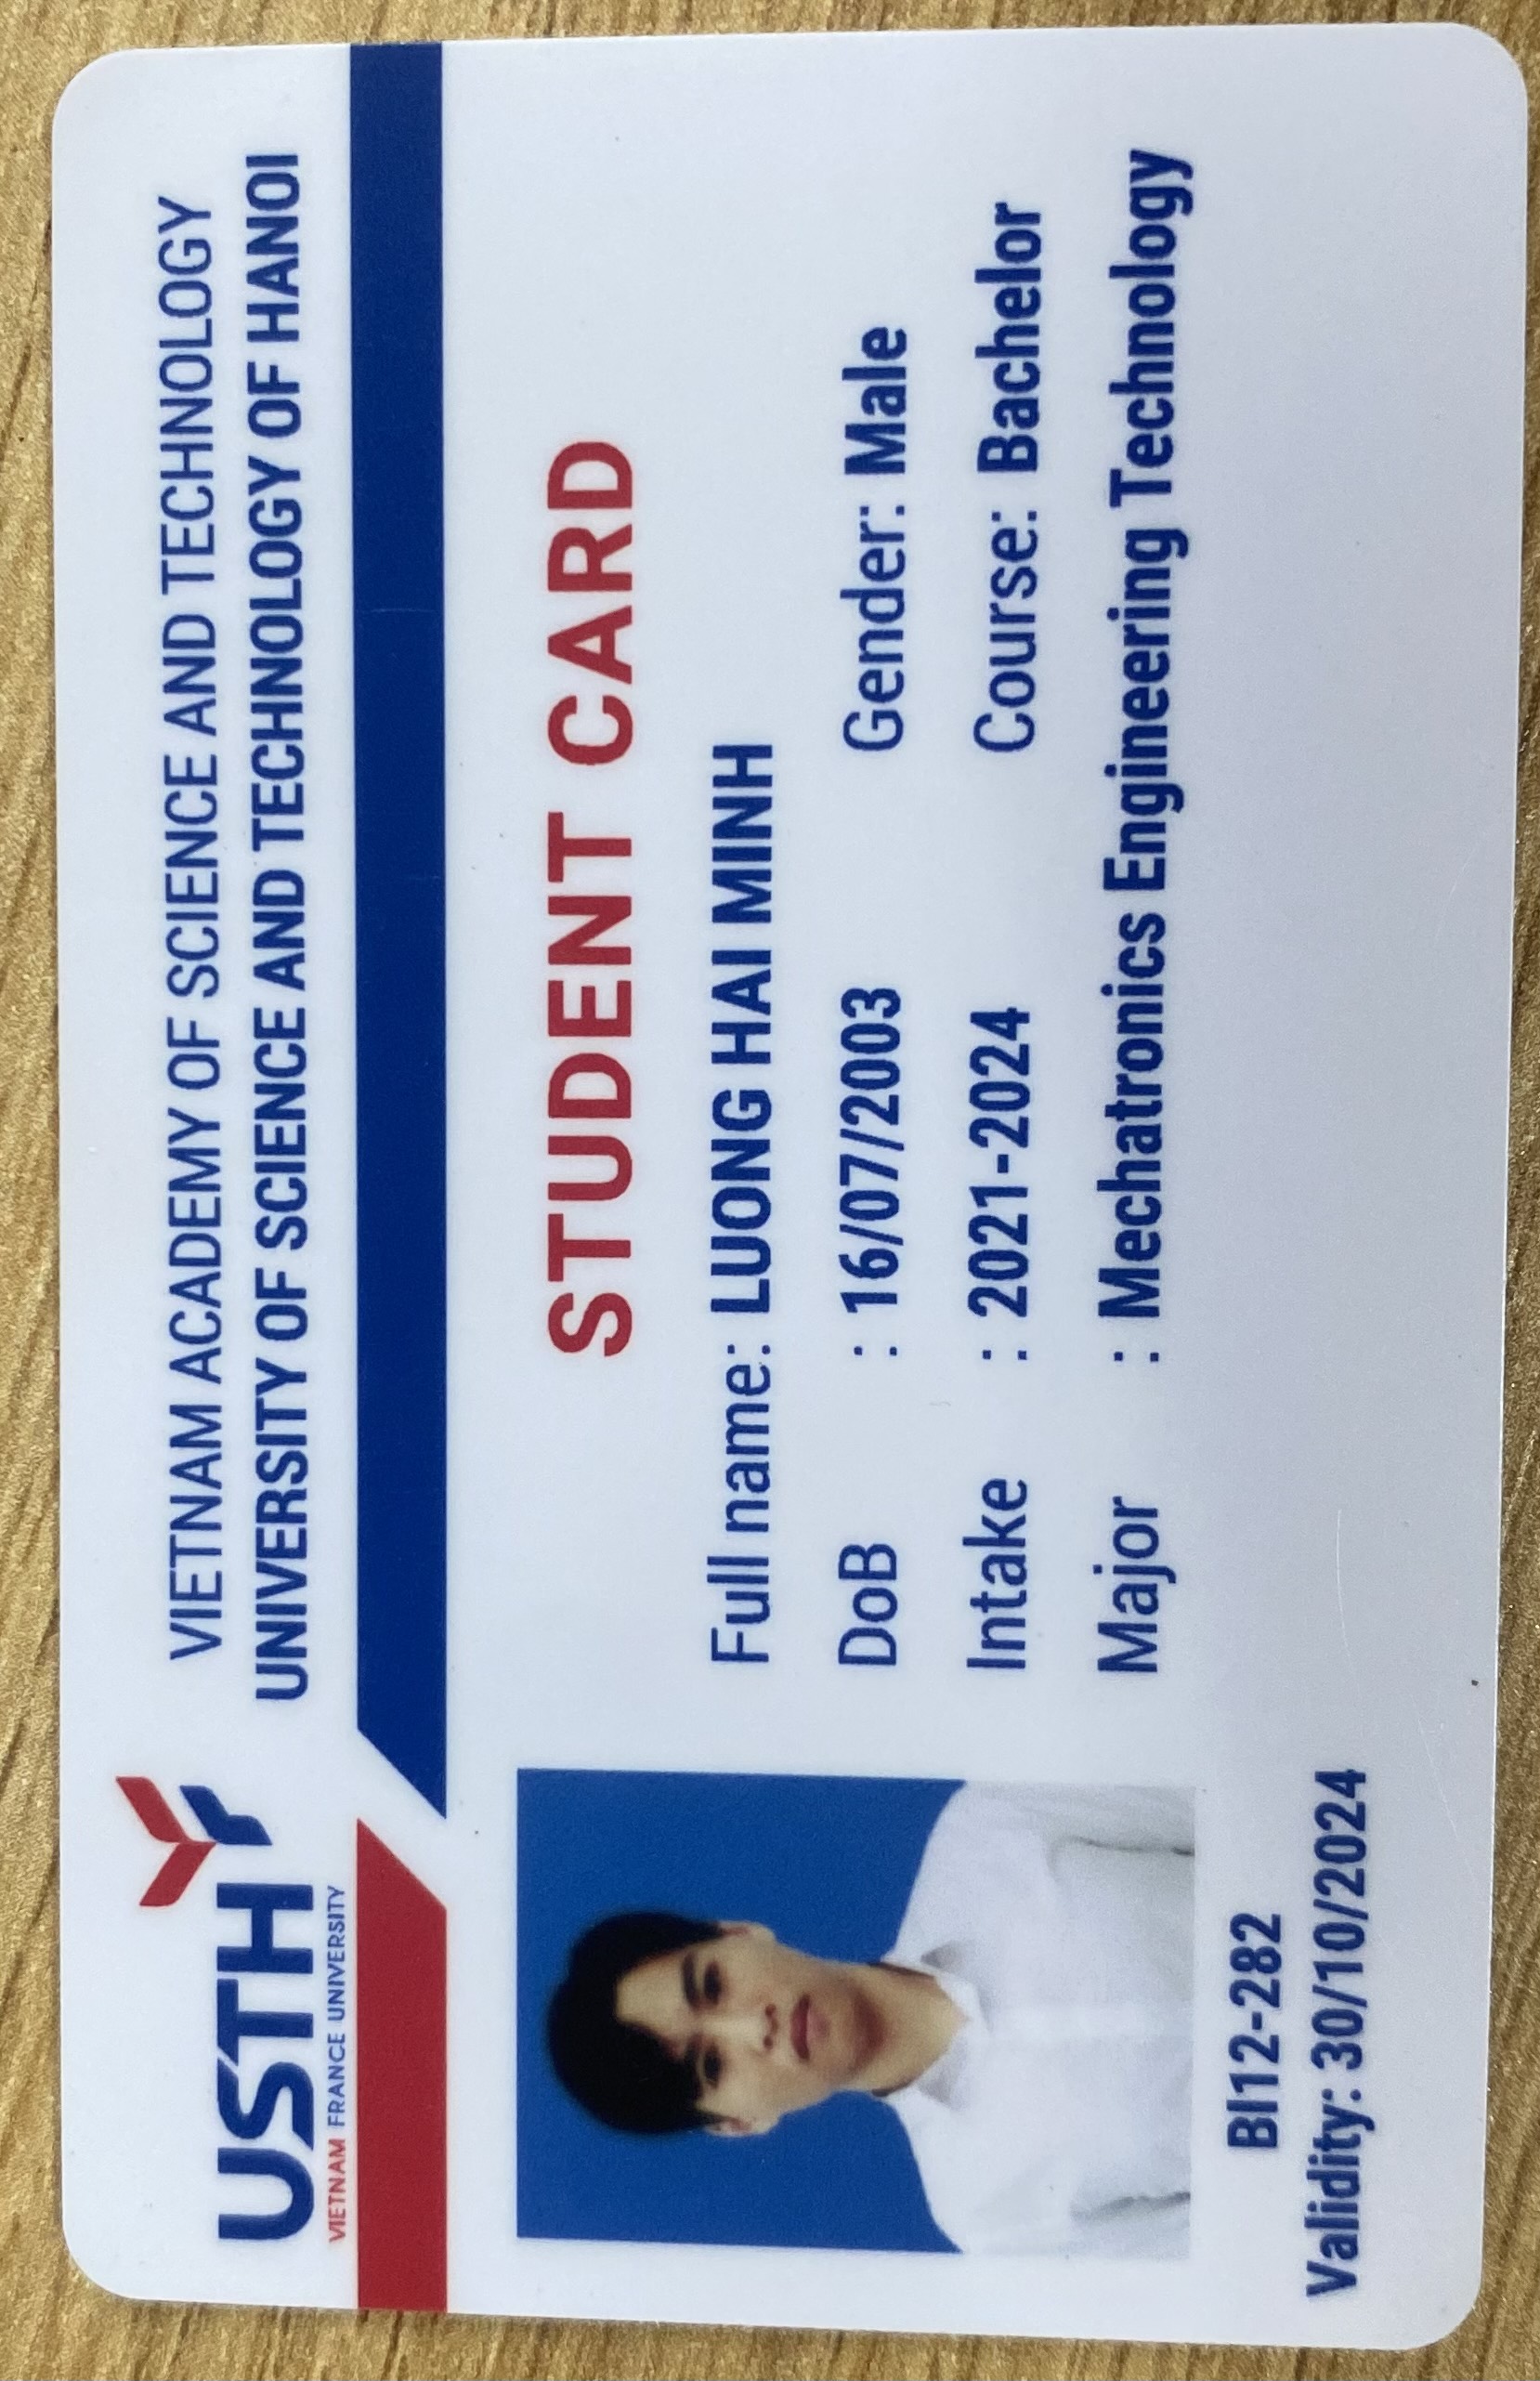 USTH
VIETNAM FRANCE UNIVERSITY
VIETNAM ACADEMY OF SCIENCE AND TECHNOLOGY
UNIVERSITY OF SCIENCE AND TECHNOLOGY OF HANOI
STUDENT CARD
Full name: LUONG HAI MINH
DoB : 16/07/2003 Gender: Male
Intake : 2021-2024 Course: Bachelor
Major : Mechatronics Engineering Technology
BI12-282
Validity: 30/10/2024